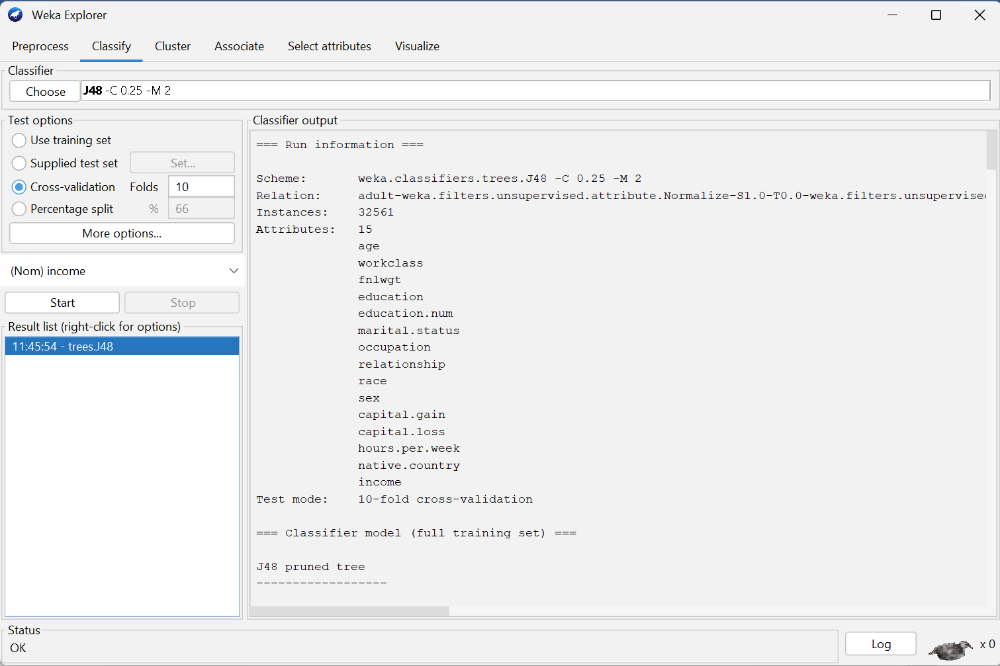 Weka Explorer
Preprocess Classify Cluster Associate Select attributes Visualize
Classifier
Choose J48 -C 0.25 -M 2
Test options
Use training set
Supplied test set Set...
Cross-validation Folds 10
Percentage split % 66
More options...
(Nom) income
Start Stop
Result list (right-click for options)
11:45:54 - trees.J48
Classifier output
=== Run information ===
Scheme: weka.classifiers.trees.J48 -C 0.25 -M 2
Relation: adult-weka.filters.unsupervised.attribute.Normalize-S1.0-T0.0-weka.filters.unsupervised
Instances: 32561
Attributes: 15
age
workclass
fnlwgt
education
education.num
marital.status
occupation
relationship
race
sex
capital.gain
capital.loss
hours.per.week
native.country
income
Test mode: 10-fold cross-validation
=== Classifier model (full training set) ===
J48 pruned tree
------------------
Status
OK
Log x 0